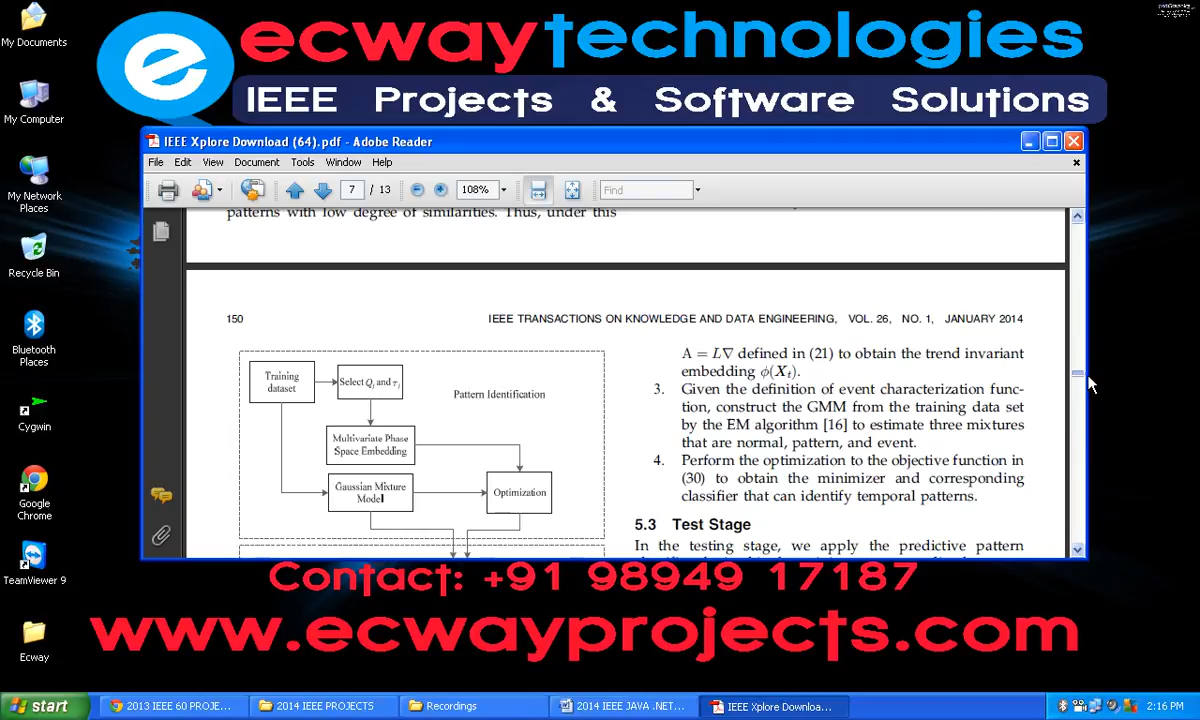 ecwaytechnologies
IEEE Projects & Software Solutions
My Documents
My Computer
My Network
Places
Recycle Bin
Bluetooth
Places
Cygwin
Google
Chrome
TeamViewer 9
Ecway
IEEE Xplore Download (64).pdf - Adobe Reader
File Edit View Document Tools Window Help
7 / 13 108% Find
patterns with low degree of similarities. Thus, under this
150 IEEE TRANSACTIONS ON KNOWLEDGE AND DATA ENGINEERING, VOL. 26, NO. 1, JANUARY 2014
Training
dataset
Select Qi and τi
Pattern Identification
Multivariate Phase
Space Embedding
Gaussian Mixture
Model
Optimization
A = L∇ defined in (21) to obtain the trend invariant
embedding ϕ(Xt).
3. Given the definition of event characterization func-
tion, construct the GMM from the training data set
by the EM algorithm [16] to estimate three mixtures
that are normal, pattern, and event.
4. Perform the optimization to the objective function in
(30) to obtain the minimizer and corresponding
classifier that can identify temporal patterns.
5.3 Test Stage
In the testing stage, we apply the predictive pattern
Contact: +91 98949 17187
www.ecwayprojects.com
start
2013 IEEE 60 PROJE...
2014 IEEE PROJECTS
Recordings
2014 IEEE JAVA .NET...
IEEE Xplore Downloa...
2:16 PM